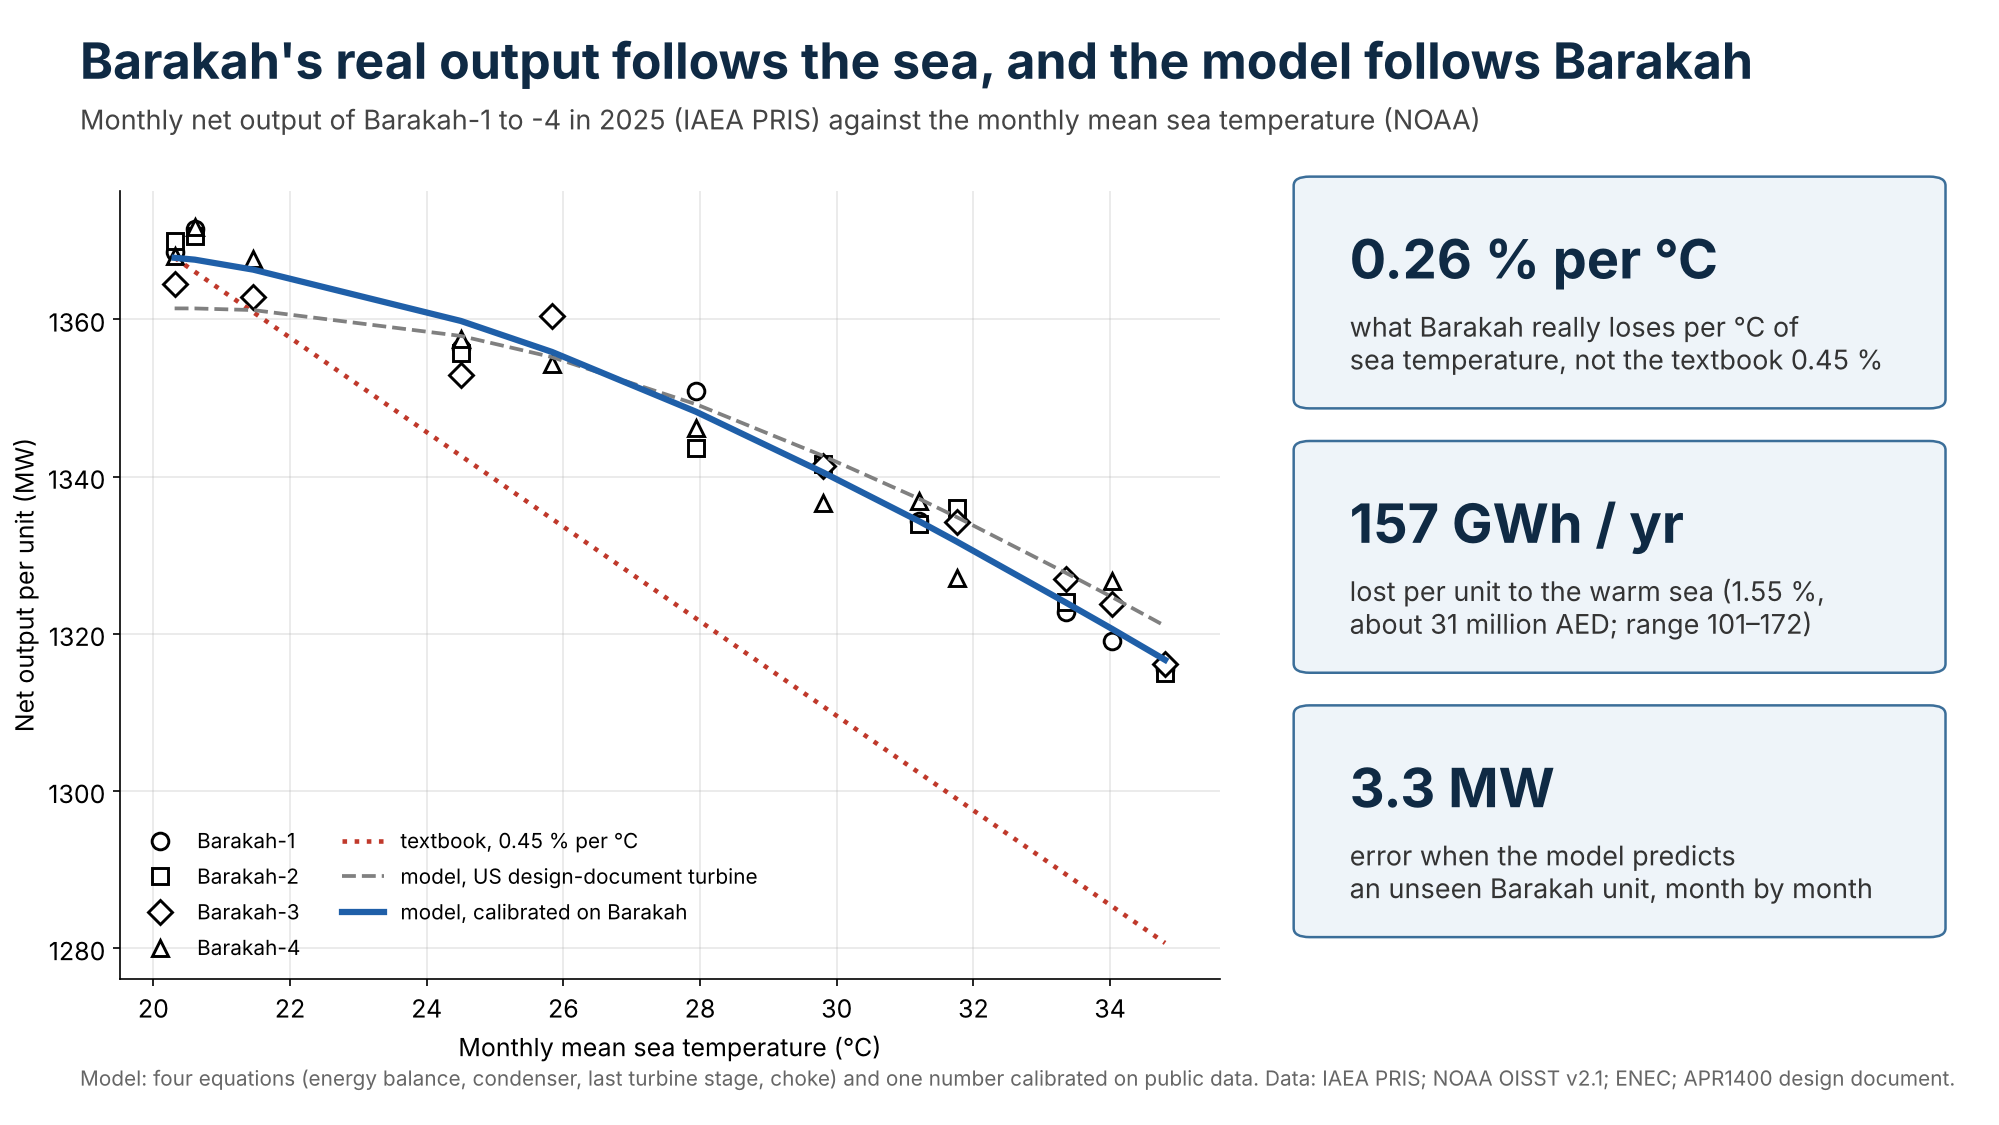 Barakah's real output follows the sea, and the model follows Barakah
Monthly net output of Barakah-1 to -4 in 2025 (IAEA PRIS) against the monthly mean sea temperature (NOAA)
Net output per unit (MW)
1360
1340
1320
1300
1280
Barakah-1
Barakah-2
Barakah-3
Barakah-4
textbook, 0.45 % per °C
model, US design-document turbine
model, calibrated on Barakah
20 22 24 26 28 30 32 34
Monthly mean sea temperature (°C)
0.26 % per °C
what Barakah really loses per °C of
sea temperature, not the textbook 0.45 %
157 GWh / yr
lost per unit to the warm sea (1.55 %,
about 31 million AED; range 101–172)
3.3 MW
error when the model predicts
an unseen Barakah unit, month by month
Model: four equations (energy balance, condenser, last turbine stage, choke) and one number calibrated on public data. Data: IAEA PRIS; NOAA OISST v2.1; ENEC; APR1400 design document.